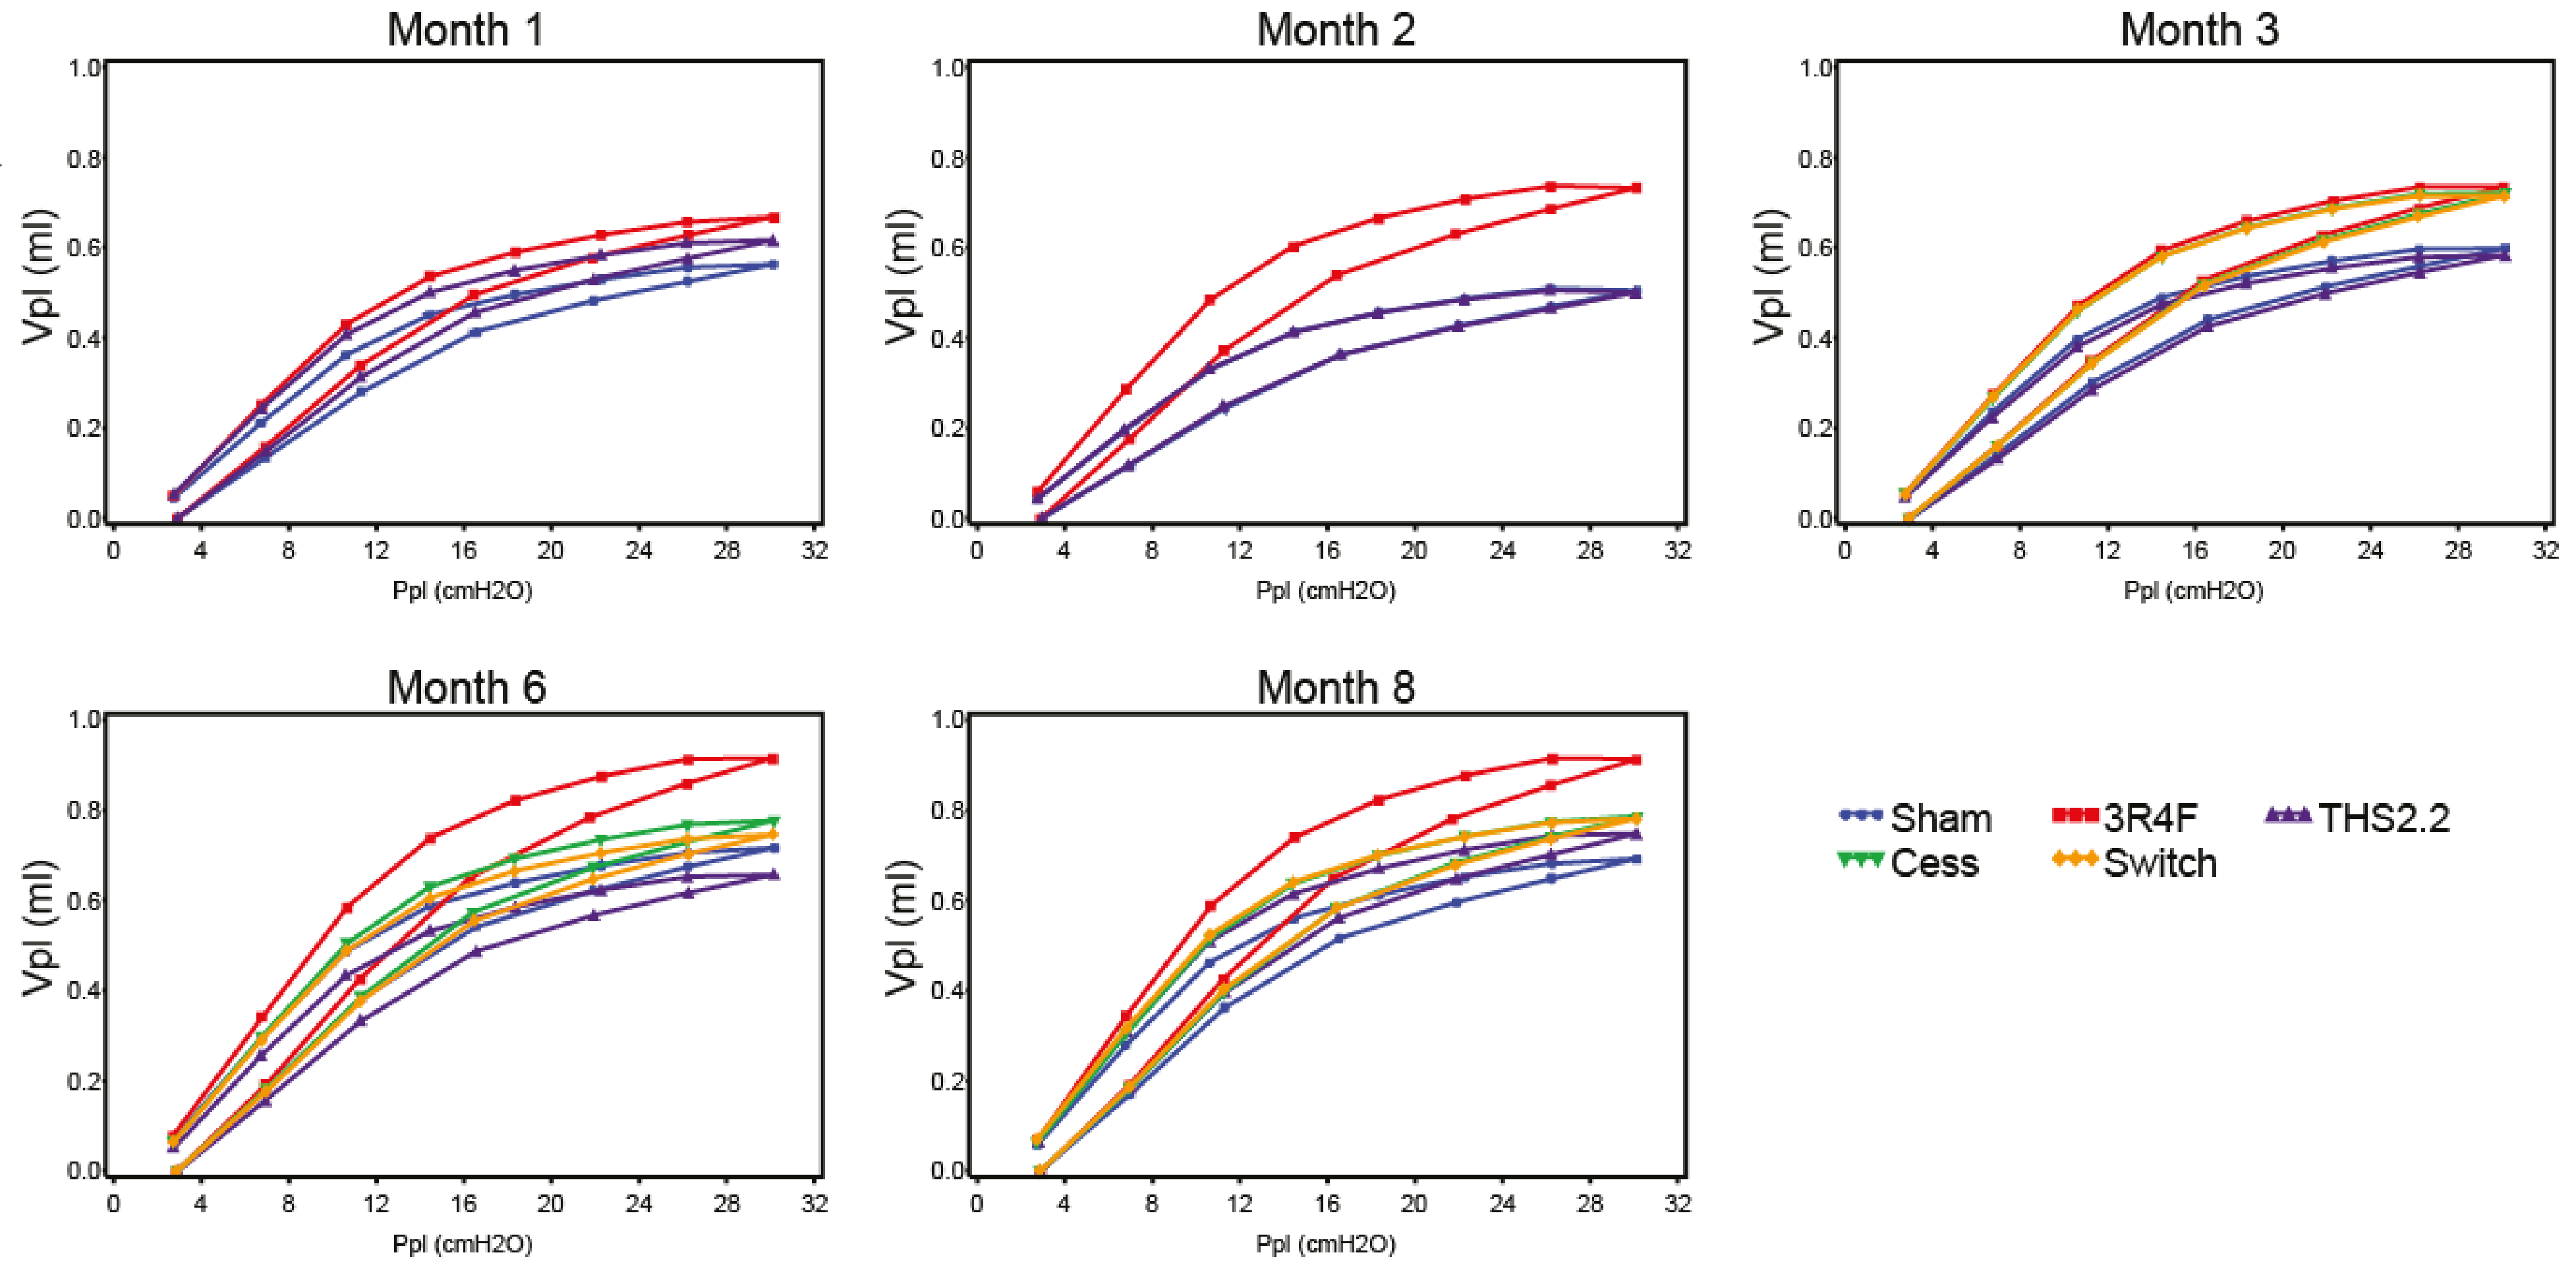 Month 1
1.0
0.8
0.6
0.4
0.2
0.0
Vpl (ml)
0 4 8 12 16 20 24 28 32
Ppl (cmH2O)
Month 2
1.0
0.8
0.6
0.4
0.2
0.0
Vpl (ml)
0 4 8 12 16 20 24 28 32
Ppl (cmH2O)
Month 3
1.0
0.8
0.6
0.4
0.2
0.0
Vpl (ml)
0 4 8 12 16 20 24 28 32
Ppl (cmH2O)
Month 6
1.0
0.8
0.6
0.4
0.2
0.0
Vpl (ml)
0 4 8 12 16 20 24 28 32
Ppl (cmH2O)
Month 8
1.0
0.8
0.6
0.4
0.2
0.0
Vpl (ml)
0 4 8 12 16 20 24 28 32
Ppl (cmH2O)
Sham 3R4F THS2.2
Cess Switch